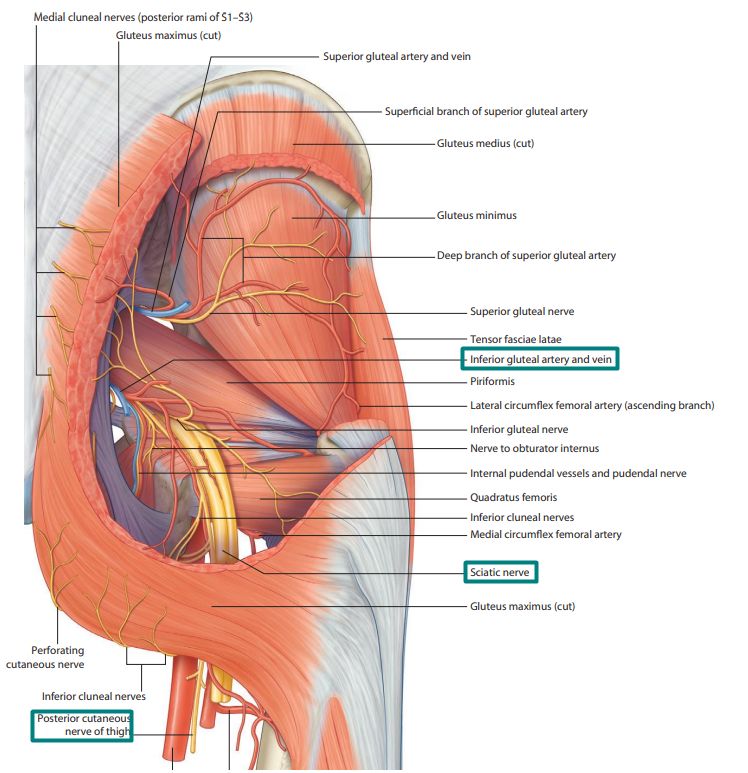 Medial cluneal nerves (posterior rami of S1–S3)
Gluteus maximus (cut)
Superior gluteal artery and vein
Superficial branch of superior gluteal artery
Gluteus medius (cut)
Gluteus minimus
Deep branch of superior gluteal artery
Superior gluteal nerve
Tensor fasciae latae
Inferior gluteal artery and vein
Piriformis
Lateral circumflex femoral artery (ascending branch)
Inferior gluteal nerve
Nerve to obturator internus
Internal pudendal vessels and pudendal nerve
Quadratus femoris
Inferior cluneal nerves
Medial circumflex femoral artery
Sciatic nerve
Gluteus maximus (cut)
Perforating
cutaneous nerve
Inferior cluneal nerves
Posterior cutaneous
nerve of thigh